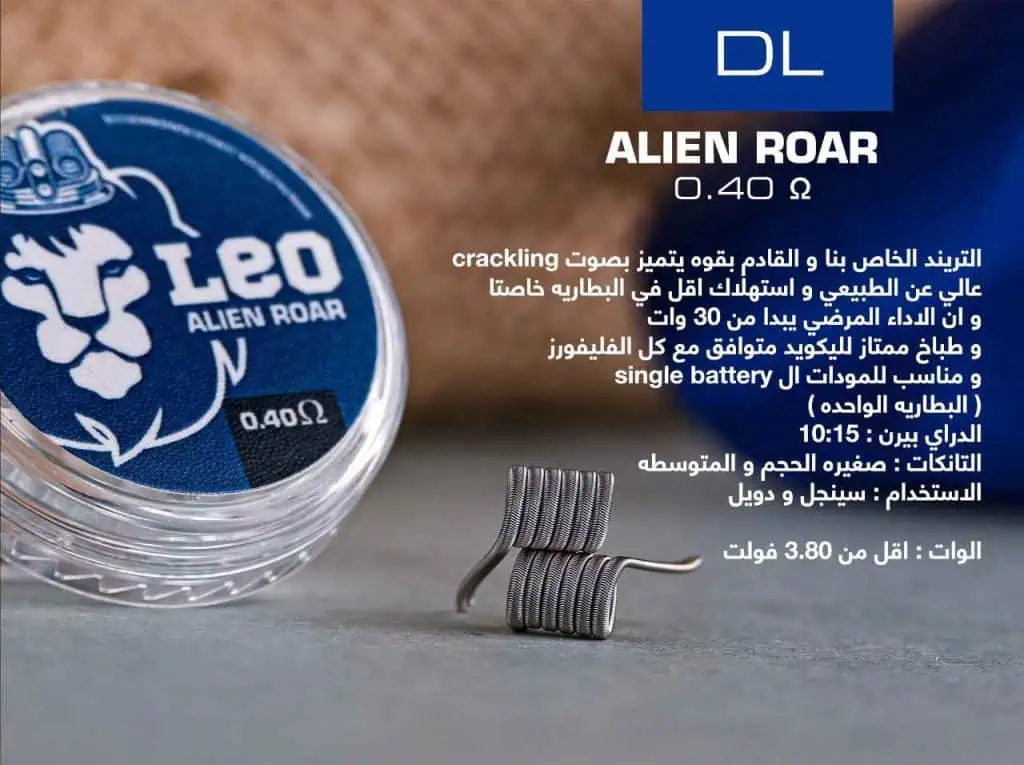 DL
ALIEN ROAR
0.40 Ω
التريند الخاص بنا و القادم بقوه يتميز بصوت crackling
عالي عن الطبيعي و استهلاك اقل في البطاريه خاصتا
و ان الاداء المرضي يبدا من 30 وات
و طباخ ممتاز لليكويد متوافق مع كل الفليفورز
و مناسب للمودات ال single battery
( البطاريه الواحده )
الدراي بيرن : 10:15
التانكات : صغيره الحجم و المتوسطه
الاستخدام : سينجل و دويل
الوات : اقل من 3.80 فولت
Leo
ALIEN ROAR
0.40Ω